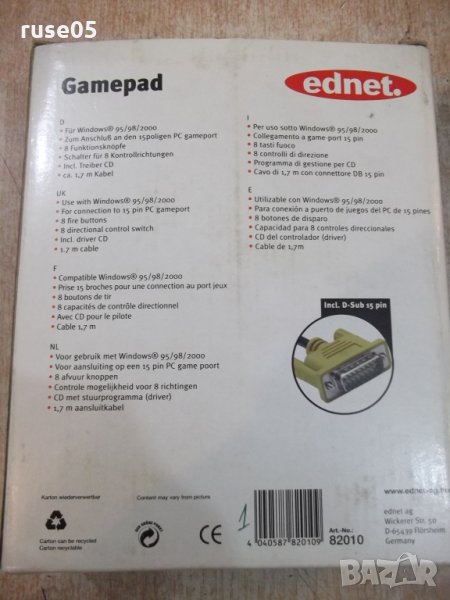 ruse05
Gamepad
ednet.
D
• Für Windows® 95/98/2000
• Zum Anschluß an den 15poligen PC gameport
• 8 Funktionsknöpfe
• Schalter für 8 Kontrollrichtungen
• Incl. Treiber CD
• ca. 1,7 m Kabel
UK
• Use with Windows® 95/98/2000
• For connection to 15 pin PC gameport
• 8 fire buttons
• 8 directional control switch
• Incl. driver CD
• 1.7 m cable
F
• Compatible Windows® 95/98/2000
• Prise 15 broches pour une connection au port jeux
• 8 boutons de tir
• 8 capacités de contrôle directionnel
• Avec CD pour le pilote
• Cable 1,7 m
NL
• Voor gebruik met Windows® 95/98/2000
• Voor aansluiting op een 15 pin PC game poort
• 8 afvuur knoppen
• Controle mogelijkheid voor 8 richtingen
• CD met stuurprogramma (driver)
• 1,7 m aansluitkabel
I
• Per uso sotto Windows® 95/98/2000
• Collegamento a game-port 15 pin
• 8 tasti fuoco
• 8 controlli di direzione
• Programma di gestione per CD
• Cavo di 1,7 m con connettore DB 15 pin
E
• Utilizable con Windows® 95/98/2000
• Para conexión a puerto de juegos del PC de 15 pines
• 8 botones de disparo
• Capacidad para 8 controles direccionales
• CD del controlador (driver)
• Cable de 1,7m
Incl. D-Sub 15 pin
Karton wiederverwertbar
Content may vary from picture
Carton can be recycled
Carton recyclable
DER GRÜNE PUNKT
CE
1
4 040587 820109
Art.-No.:
82010
www.ednet-ag.
ednet ag
Wickerer Str. 50
D-65439 Flörsheim
Germany
BAZAR